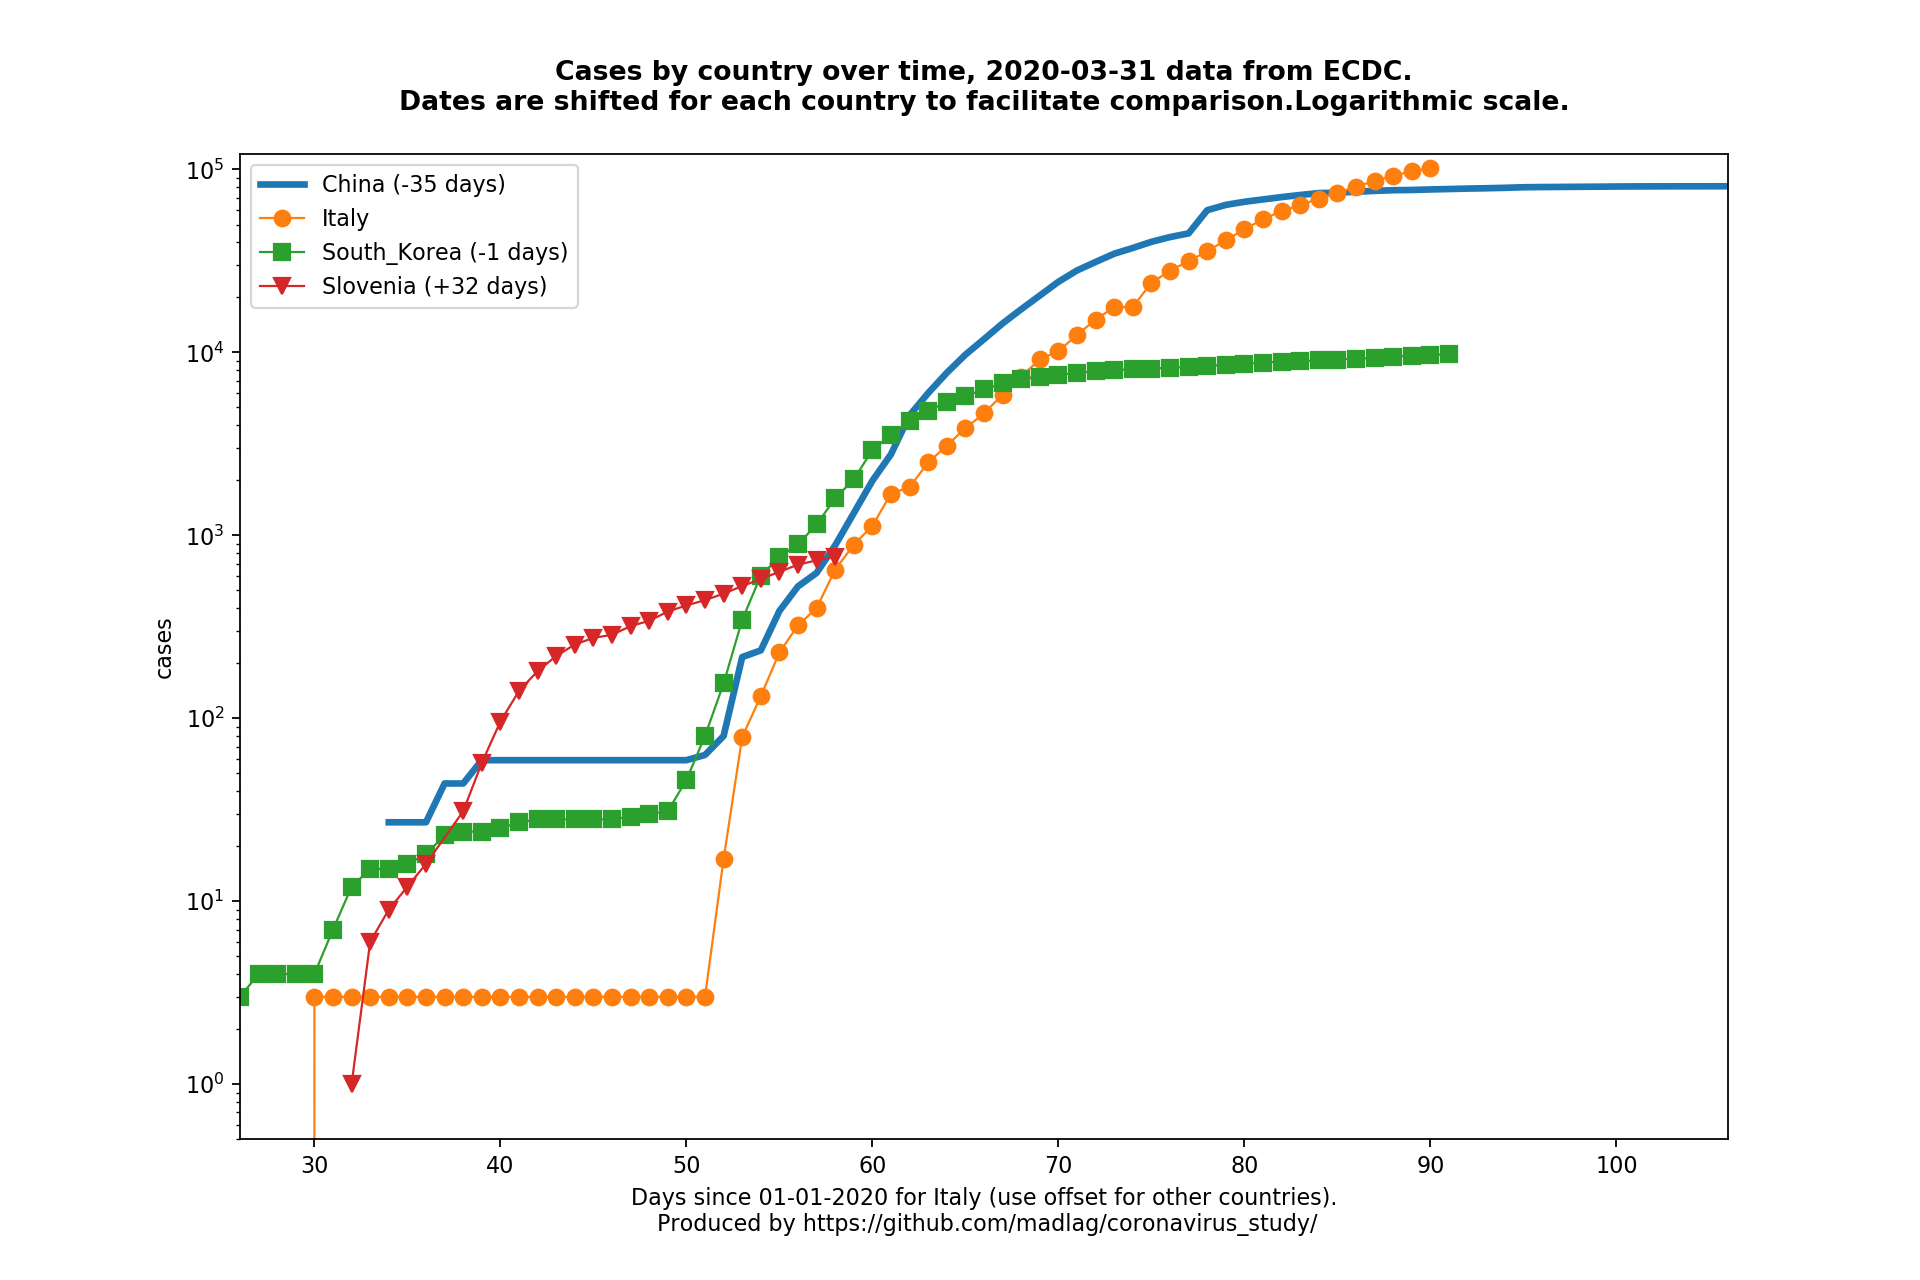 Cases by country over time, 2020-03-31 data from ECDC.
Dates are shifted for each country to facilitate comparison.Logarithmic scale.
10⁵
10⁴
10³
10²
10¹
10⁰
cases
China (-35 days)
Italy
South_Korea (-1 days)
Slovenia (+32 days)
30 40 50 60 70 80 90 100
Days since 01-01-2020 for Italy (use offset for other countries).
Produced by https://github.com/madlag/coronavirus_study/